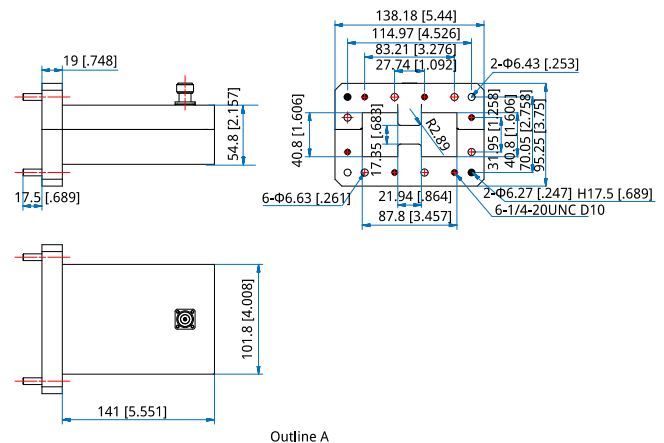 138.18 [5.44]
114.97 [4.526]
83.21 [3.276]
27.74 [1.092]
2-Φ6.43 [.253]
19 [.748]
54.8 [2.157]
17.5 [.689]
40.8 [1.606]
17.35 [.683]
R2.89
31.95 [1.258]
40.8 [1.606]
70.05 [2.758]
95.25 [3.75]
6-Φ6.63 [.261]
21.94 [.864]
87.8 [3.457]
2-Φ6.27 [.247] H17.5 [.689]
6-1/4-20UNC D10
101.8 [4.008]
141 [5.551]
Outline A